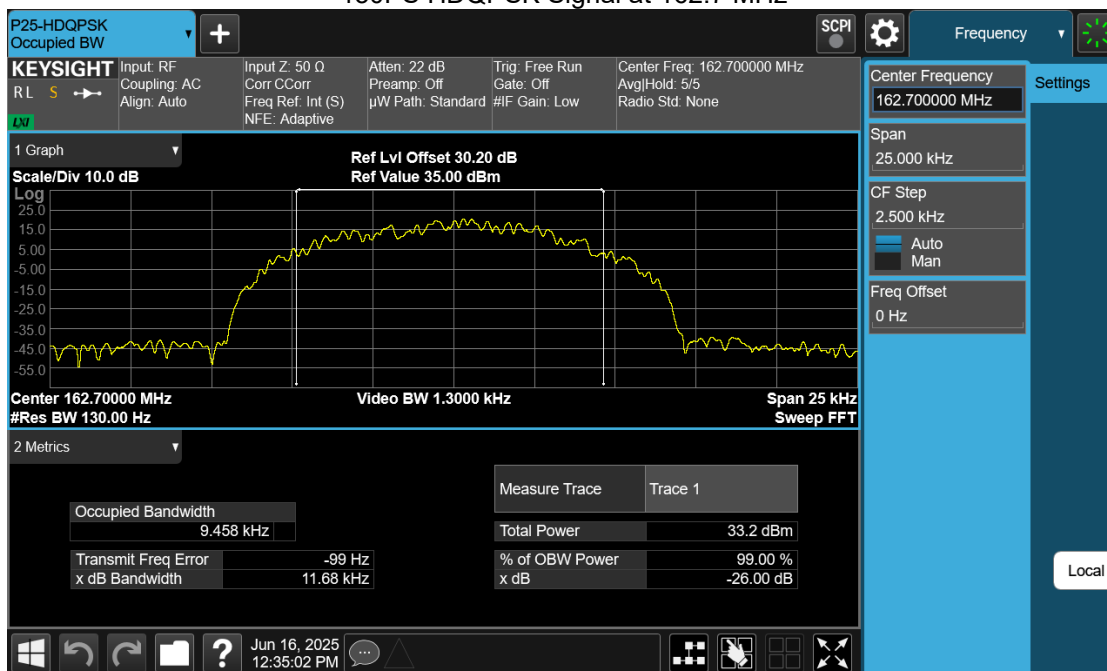 P25-HDQPSK
Occupied BW
+
SCPI
Frequency
KEYSIGHT
RL S
LXI
Input: RF
Coupling: AC
Align: Auto
Input Z: 50 Ω
Corr CCorr
Freq Ref: Int (S)
NFE: Adaptive
Atten: 22 dB
Preamp: Off
µW Path: Standard
Trig: Free Run
Gate: Off
#IF Gain: Low
Center Freq: 162.700000 MHz
Avg|Hold: 5/5
Radio Std: None
Center Frequency
162.700000 MHz
Settings
Span
25.000 kHz
CF Step
2.500 kHz
Auto
Man
Freq Offset
0 Hz
Local
1 Graph
Scale/Div 10.0 dB
Ref Lvl Offset 30.20 dB
Ref Value 35.00 dBm
Log
25.0
15.0
5.00
-5.00
-15.0
-25.0
-35.0
-45.0
-55.0
Center 162.70000 MHz
#Res BW 130.00 Hz
Video BW 1.3000 kHz
Span 25 kHz
Sweep FFT
2 Metrics
Measure Trace Trace 1
Occupied Bandwidth
9.458 kHz
Total Power 33.2 dBm
Transmit Freq Error -99 Hz
% of OBW Power 99.00 %
x dB Bandwidth 11.68 kHz
x dB -26.00 dB
?
Jun 16, 2025
12:35:02 PM